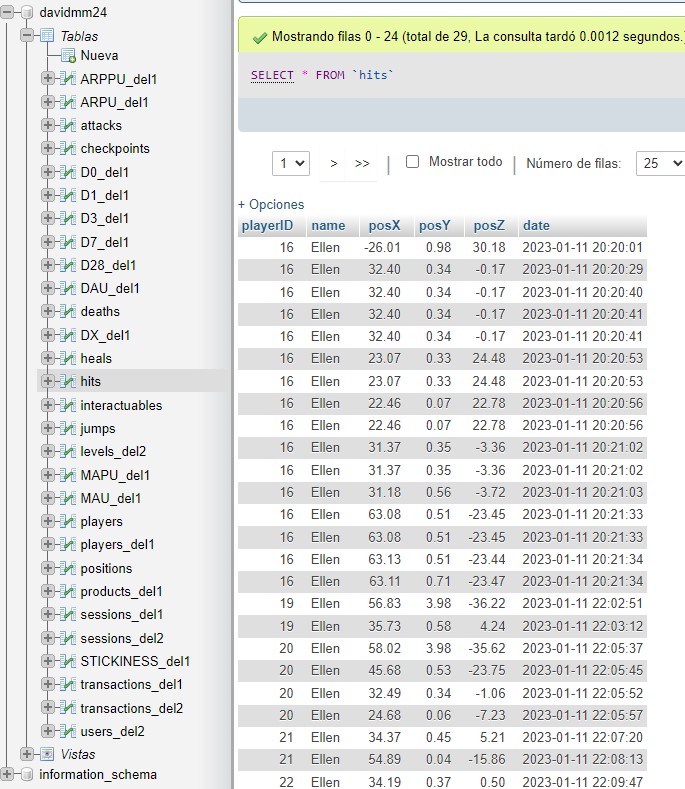 davidmm24
Tablas
Nueva
ARPPU_del1
ARPU_del1
attacks
checkpoints
D0_del1
D1_del1
D3_del1
D7_del1
D28_del1
DAU_del1
deaths
DX_del1
heals
hits
interactuables
jumps
levels_del2
MAPU_del1
MAU_del1
players
players_del1
positions
products_del1
sessions_del1
sessions_del2
STICKINESS_del1
transactions_del1
transactions_del2
users_del2
Vistas
information_schema
Mostrando filas 0 - 24 (total de 29, La consulta tardó 0.0012 segundos.)
SELECT * FROM `hits`
1 > >> | Mostrar todo | Número de filas: 25
+ Opciones
playerID name posX posY posZ date
16 Ellen -26.01 0.98 30.18 2023-01-11 20:20:01
16 Ellen 32.40 0.34 -0.17 2023-01-11 20:20:29
16 Ellen 32.40 0.34 -0.17 2023-01-11 20:20:40
16 Ellen 32.40 0.34 -0.17 2023-01-11 20:20:41
16 Ellen 32.40 0.34 -0.17 2023-01-11 20:20:41
16 Ellen 23.07 0.33 24.48 2023-01-11 20:20:53
16 Ellen 23.07 0.33 24.48 2023-01-11 20:20:53
16 Ellen 22.46 0.07 22.78 2023-01-11 20:20:56
16 Ellen 22.46 0.07 22.78 2023-01-11 20:20:56
16 Ellen 31.37 0.35 -3.36 2023-01-11 20:21:02
16 Ellen 31.37 0.35 -3.36 2023-01-11 20:21:02
16 Ellen 31.18 0.56 -3.72 2023-01-11 20:21:03
16 Ellen 63.08 0.51 -23.45 2023-01-11 20:21:33
16 Ellen 63.08 0.51 -23.45 2023-01-11 20:21:33
16 Ellen 63.13 0.51 -23.44 2023-01-11 20:21:34
16 Ellen 63.11 0.71 -23.47 2023-01-11 20:21:34
19 Ellen 56.83 3.98 -36.22 2023-01-11 22:02:51
19 Ellen 35.73 0.58 4.24 2023-01-11 22:03:12
20 Ellen 58.02 3.98 -35.62 2023-01-11 22:05:37
20 Ellen 45.68 0.53 -23.75 2023-01-11 22:05:45
20 Ellen 32.49 0.34 -1.06 2023-01-11 22:05:52
20 Ellen 24.68 0.06 -7.23 2023-01-11 22:05:57
21 Ellen 34.37 0.45 5.21 2023-01-11 22:07:20
21 Ellen 54.89 0.04 -15.86 2023-01-11 22:08:13
22 Ellen 34.19 0.37 0.50 2023-01-11 22:09:47